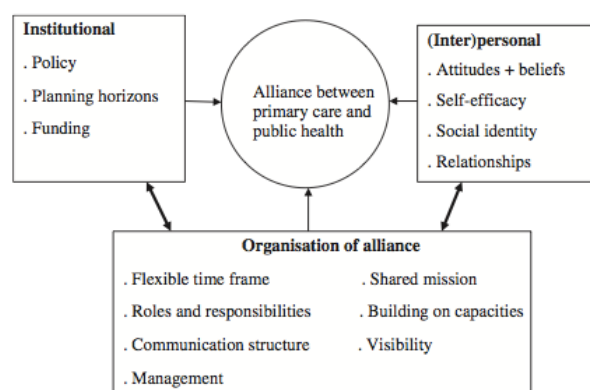 Institutional
. Policy
. Planning horizons
. Funding
Alliance between
primary care and
public health
(Inter)personal
. Attitudes + beliefs
. Self-efficacy
. Social identity
. Relationships
Organisation of alliance
. Flexible time frame
. Roles and responsibilities
. Communication structure
. Management
. Shared mission
. Building on capacities
. Visibility